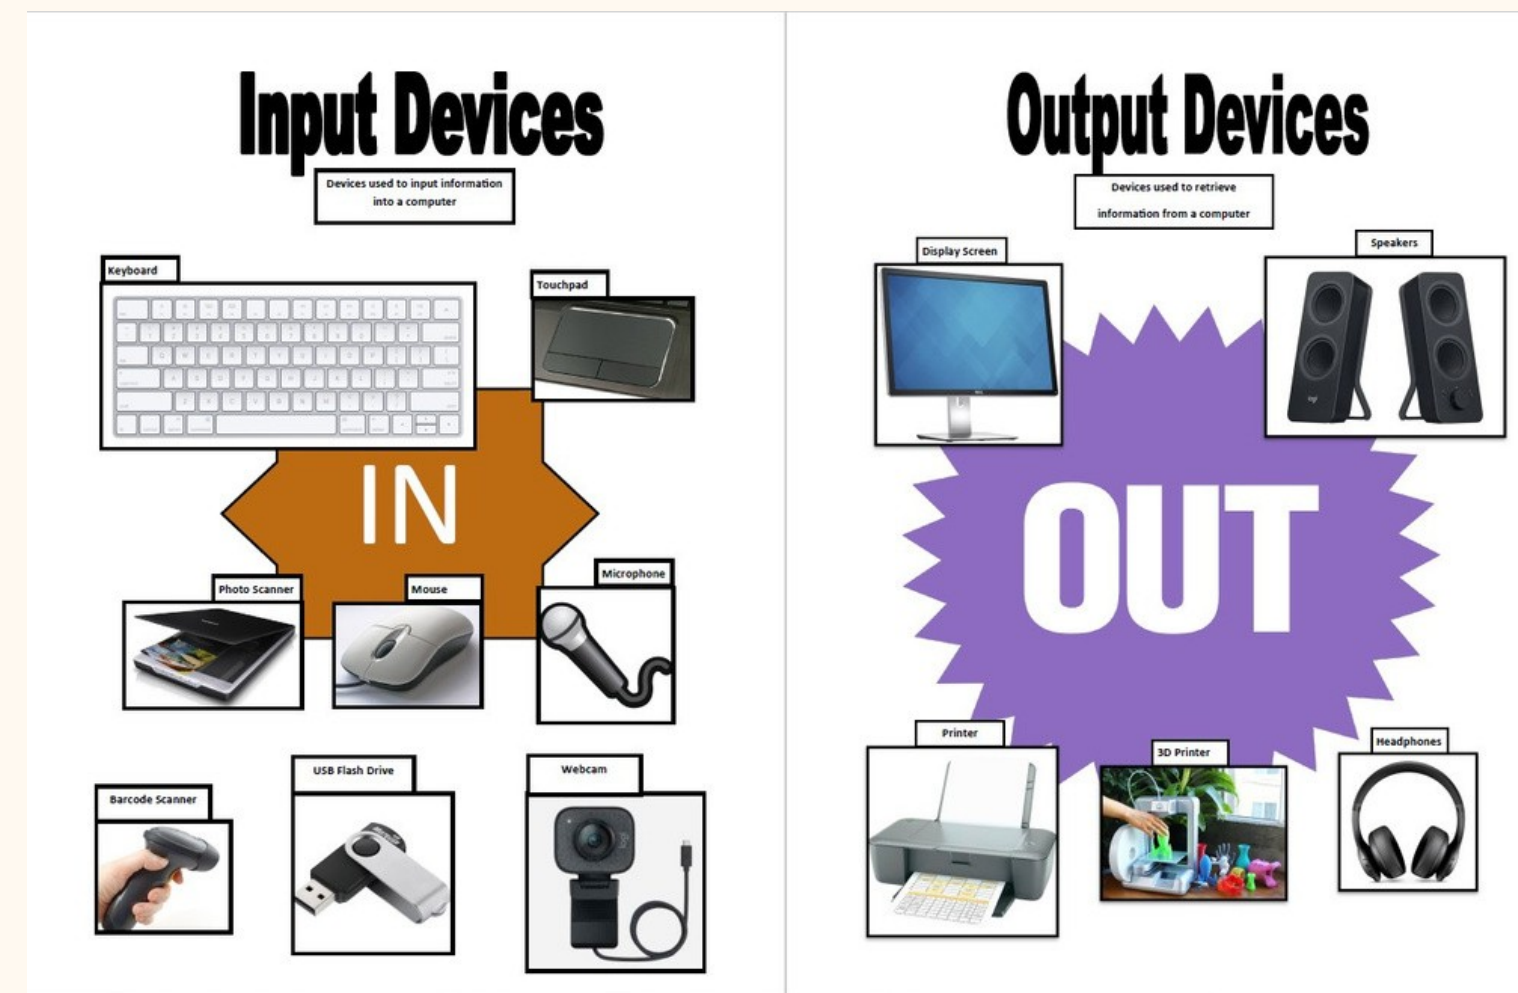 Input Devices
Devices used to input information
into a computer
Keyboard
Touchpad
IN
Photo Scanner
Mouse
Microphone
Barcode Scanner
USB Flash Drive
Webcam
logi
Output Devices
Devices used to retrieve
information from a computer
Display Screen
Speakers
logi
OUT
Printer
3D Printer
Headphones